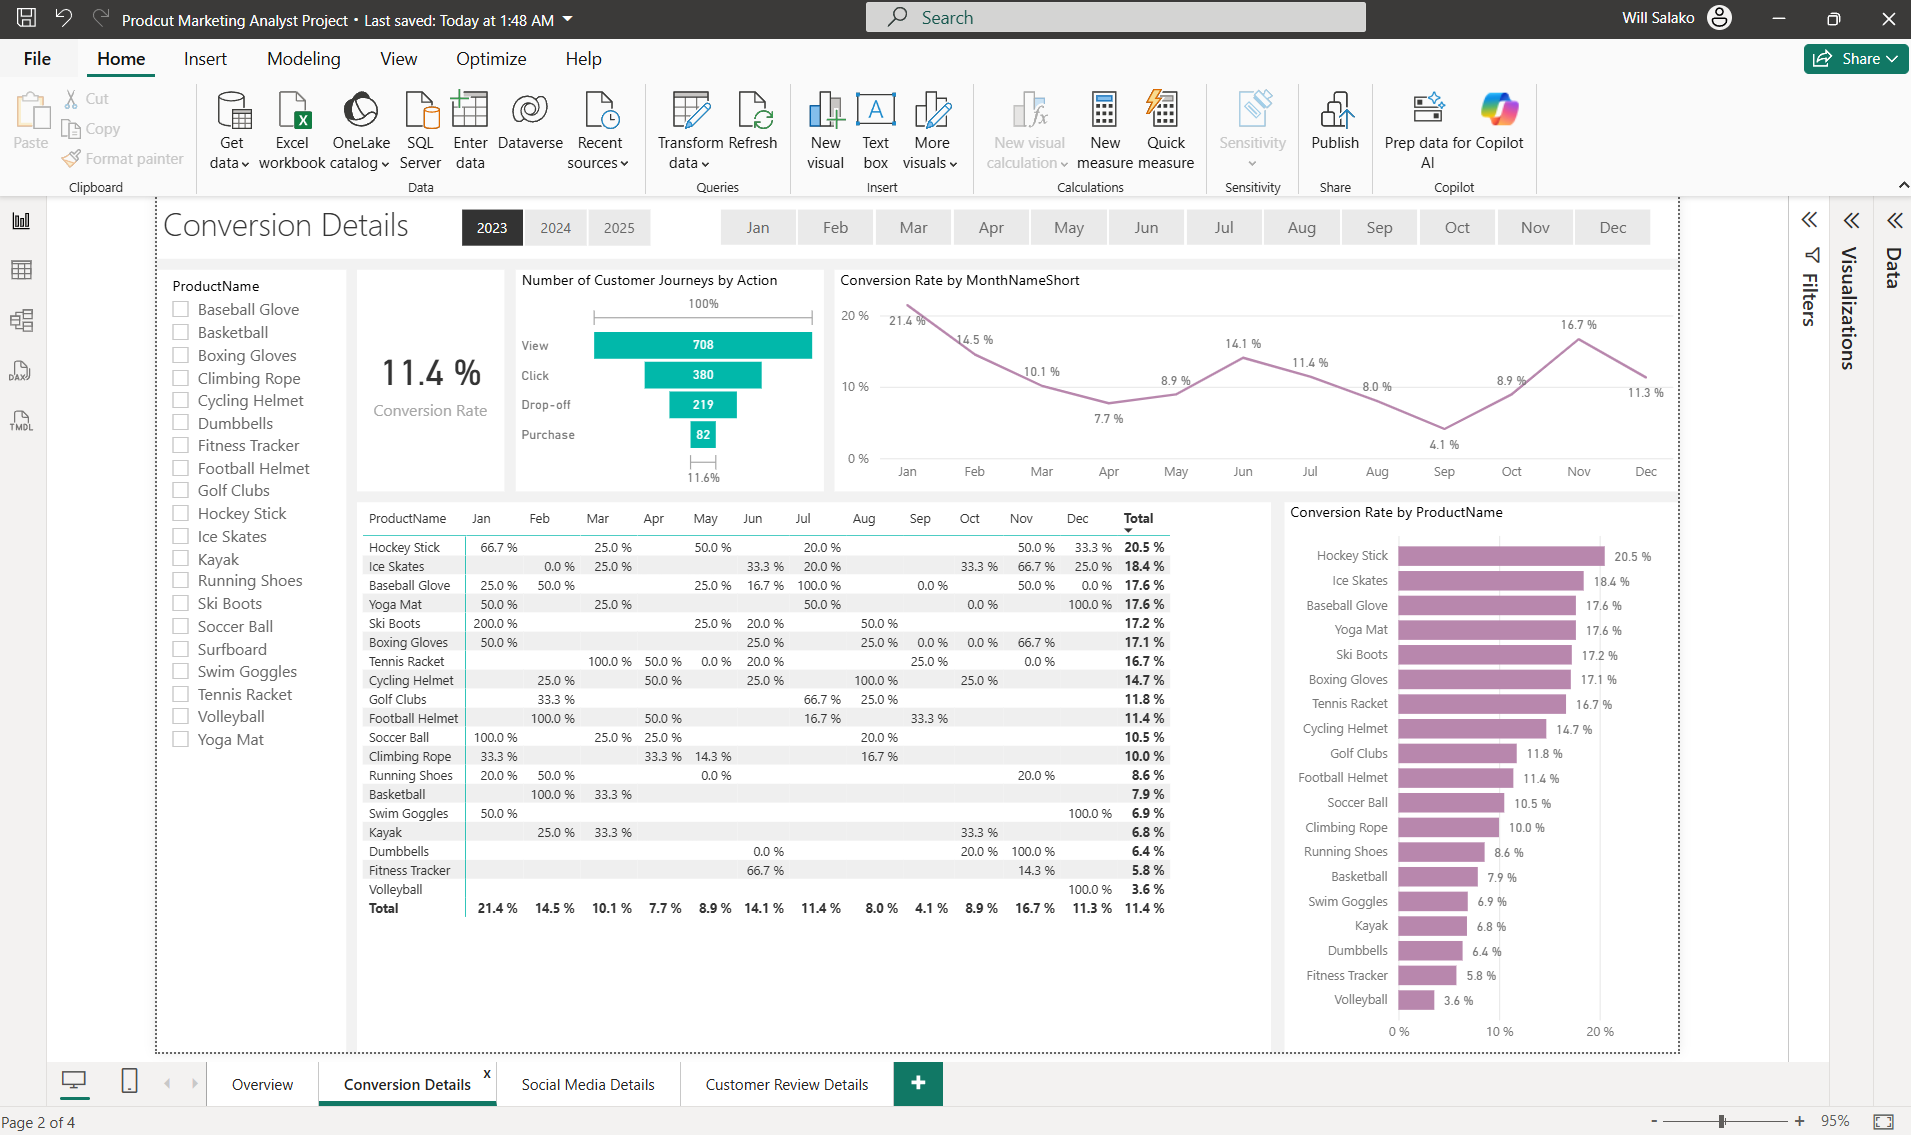 Prodcut Marketing Analyst Project • Last saved: Today at 1:48 AM
Search
Will Salako
File Home Insert Modeling View Optimize Help
Share
Paste
Cut
Copy
Format painter
Clipboard
Get data
Excel workbook
OneLake catalog
SQL Server
Enter data
Dataverse
Recent sources
Data
Transform data
Refresh
Queries
New visual
Text box
More visuals
Insert
New visual calculation
New measure
Quick measure
Calculations
Sensitivity
Sensitivity
Publish
Share
Prep data for AI
Copilot
Copilot
DAX
TMDL
Conversion Details
2023 2024 2025
Jan Feb Mar Apr May Jun Jul Aug Sep Oct Nov Dec
Filters
Visualizations
Data
ProductName
Baseball Glove
Basketball
Boxing Gloves
Climbing Rope
Cycling Helmet
Dumbbells
Fitness Tracker
Football Helmet
Golf Clubs
Hockey Stick
Ice Skates
Kayak
Running Shoes
Ski Boots
Soccer Ball
Surfboard
Swim Goggles
Tennis Racket
Volleyball
Yoga Mat
11.4 %
Conversion Rate
Number of Customer Journeys by Action
100%
View 708
Click 380
Drop-off 219
Purchase 82
11.6%
Conversion Rate by MonthNameShort
20 %
10 %
0 %
21.4 % 14.5 % 10.1 % 7.7 % 8.9 % 14.1 % 11.4 % 8.0 % 4.1 % 8.9 % 16.7 % 11.3 %
Jan Feb Mar Apr May Jun Jul Aug Sep Oct Nov Dec
ProductName Jan Feb Mar Apr May Jun Jul Aug Sep Oct Nov Dec Total
Hockey Stick 66.7 % 25.0 % 50.0 % 20.0 % 50.0 % 33.3 % 20.5 %
Ice Skates 0.0 % 25.0 % 33.3 % 20.0 % 33.3 % 66.7 % 25.0 % 18.4 %
Baseball Glove 25.0 % 50.0 % 25.0 % 16.7 % 100.0 % 0.0 % 50.0 % 0.0 % 17.6 %
Yoga Mat 50.0 % 25.0 % 50.0 % 0.0 % 100.0 % 17.6 %
Ski Boots 200.0 % 25.0 % 20.0 % 50.0 % 17.2 %
Boxing Gloves 50.0 % 25.0 % 25.0 % 0.0 % 0.0 % 66.7 % 17.1 %
Tennis Racket 100.0 % 50.0 % 0.0 % 20.0 % 25.0 % 0.0 % 16.7 %
Cycling Helmet 25.0 % 50.0 % 25.0 % 100.0 % 25.0 % 14.7 %
Golf Clubs 33.3 % 66.7 % 25.0 % 11.8 %
Football Helmet 100.0 % 50.0 % 16.7 % 33.3 % 11.4 %
Soccer Ball 100.0 % 25.0 % 25.0 % 20.0 % 10.5 %
Climbing Rope 33.3 % 33.3 % 14.3 % 16.7 % 10.0 %
Running Shoes 20.0 % 50.0 % 0.0 % 20.0 % 8.6 %
Basketball 100.0 % 33.3 % 7.9 %
Swim Goggles 50.0 % 100.0 % 6.9 %
Kayak 25.0 % 33.3 % 33.3 % 6.8 %
Dumbbells 0.0 % 20.0 % 100.0 % 6.4 %
Fitness Tracker 66.7 % 14.3 % 5.8 %
Volleyball 100.0 % 3.6 %
Total 21.4 % 14.5 % 10.1 % 7.7 % 8.9 % 14.1 % 11.4 % 8.0 % 4.1 % 8.9 % 16.7 % 11.3 % 11.4 %
Conversion Rate by ProductName
Hockey Stick 20.5 %
Ice Skates 18.4 %
Baseball Glove 17.6 %
Yoga Mat 17.6 %
Ski Boots 17.2 %
Boxing Gloves 17.1 %
Tennis Racket 16.7 %
Cycling Helmet 14.7 %
Golf Clubs 11.8 %
Football Helmet 11.4 %
Soccer Ball 10.5 %
Climbing Rope 10.0 %
Running Shoes 8.6 %
Basketball 7.9 %
Swim Goggles 6.9 %
Kayak 6.8 %
Dumbbells 6.4 %
Fitness Tracker 5.8 %
Volleyball 3.6 %
0 % 10 % 20 %
Overview
Conversion Details x
Social Media Details
Customer Review Details
+
Page 2 of 4
- + 95%